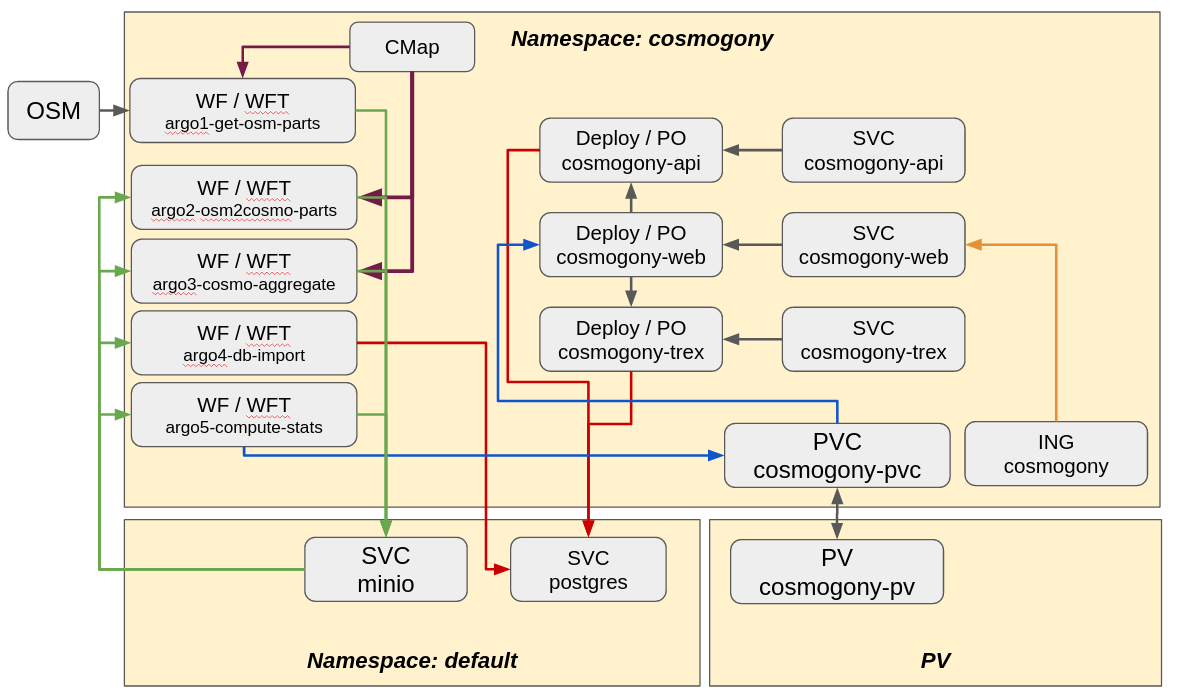 Namespace: cosmogony
CMap
OSM
WF / WFT
argo1-get-osm-parts
WF / WFT
argo2-osm2cosmo-parts
WF / WFT
argo3-cosmo-aggregate
WF / WFT
argo4-db-import
WF / WFT
argo5-compute-stats
Deploy / PO
cosmogony-api
SVC
cosmogony-api
Deploy / PO
cosmogony-web
SVC
cosmogony-web
Deploy / PO
cosmogony-trex
SVC
cosmogony-trex
PVC
cosmogony-pvc
ING
cosmogony
SVC
minio
SVC
postgres
Namespace: default
PV
cosmogony-pv
PV